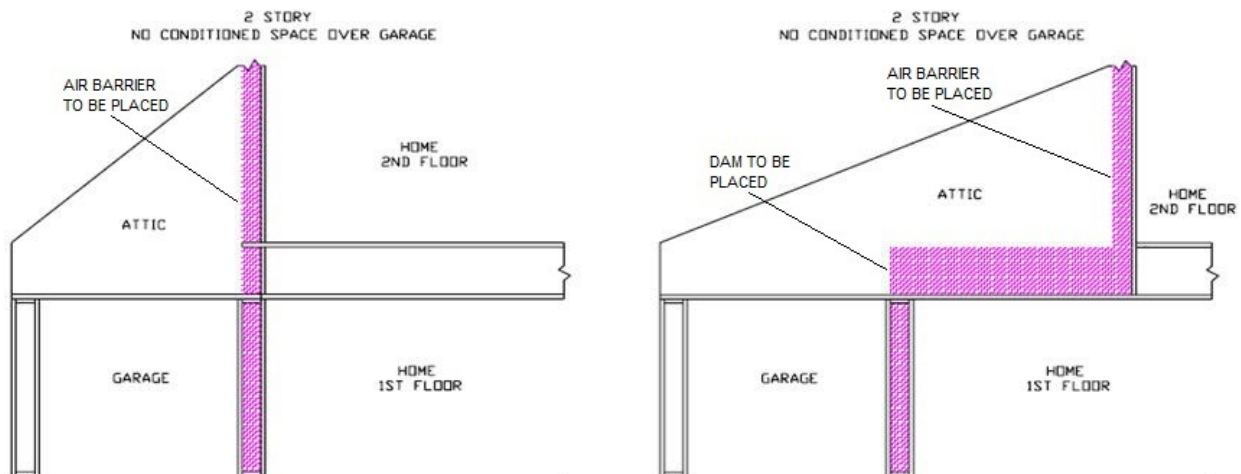 2 STORY
NO CONDITIONED SPACE OVER GARAGE
AIR BARRIER
TO BE PLACED
HOME
2ND FLOOR
ATTIC
GARAGE
HOME
1ST FLOOR
2 STORY
NO CONDITIONED SPACE OVER GARAGE
AIR BARRIER
TO BE PLACED
DAM TO BE
PLACED
ATTIC
HOME
2ND FLOOR
GARAGE
HOME
1ST FLOOR